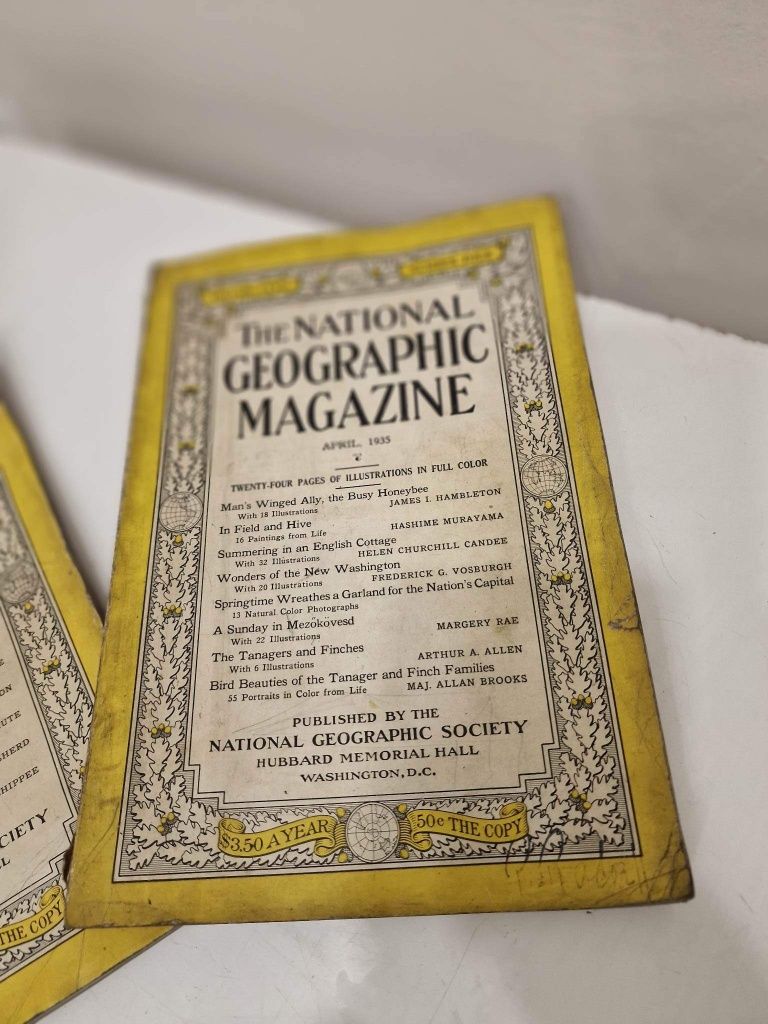 THE NATIONAL
GEOGRAPHIC
MAGAZINE
APRIL, 1935
TWENTY-FOUR PAGES OF ILLUSTRATIONS IN FULL COLOR
Man's Winged Ally, the Busy Honeybee
With 18 Illustrations JAMES I. HAMBLETON
In Field and Hive
16 Paintings from Life HASHIME MURAYAMA
Summering in an English Cottage
With 32 Illustrations HELEN CHURCHILL CANDEE
Wonders of the New Washington
With 20 Illustrations FREDERICK G. VOSBURGH
Springtime Wreathes a Garland for the Nation's Capital
13 Natural Color Photographs
A Sunday in Mezőkovesd
With 22 Illustrations MARGERY RAE
The Tanagers and Finches
With 6 Illustrations ARTHUR A. ALLEN
Bird Beauties of the Tanager and Finch Families
55 Portraits in Color from Life MAJ. ALLAN BROOKS
PUBLISHED BY THE
NATIONAL GEOGRAPHIC SOCIETY
HUBBARD MEMORIAL HALL
WASHINGTON, D.C.
$3.50 A YEAR 50¢ THE COPY
HIPPEE
THE COPY